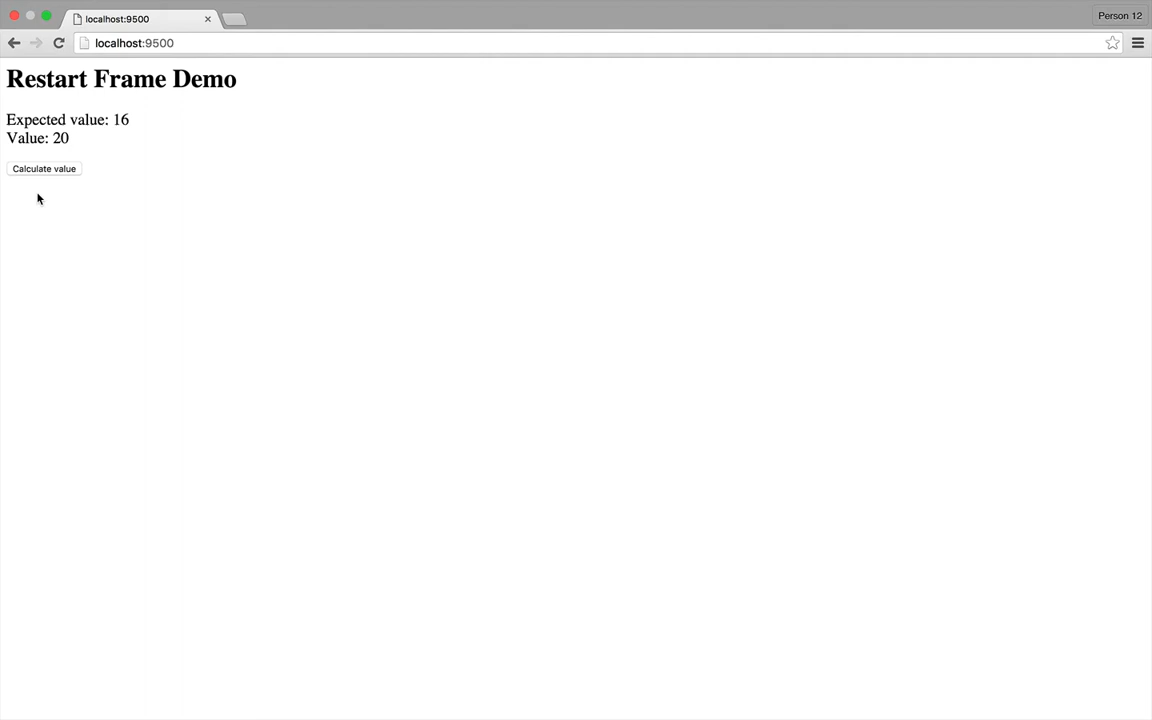 localhost:9500
Person 12
localhost:9500
Restart Frame Demo
Expected value: 16
Value: 20
Calculate value